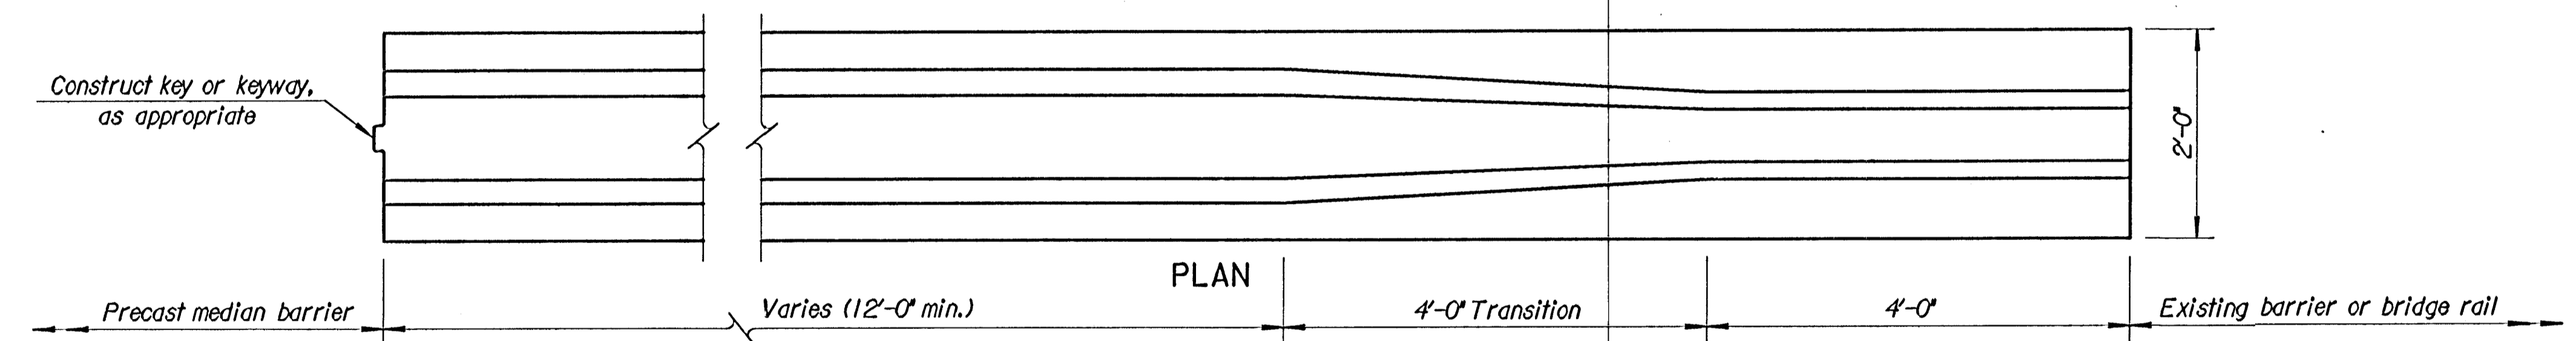 Construct key or keyway,
as appropriate
2'-0"
PLAN
Precast median barrier
Varies (12'-0" min.)
4'-0" Transition
4'-0"
Existing barrier or bridge rail